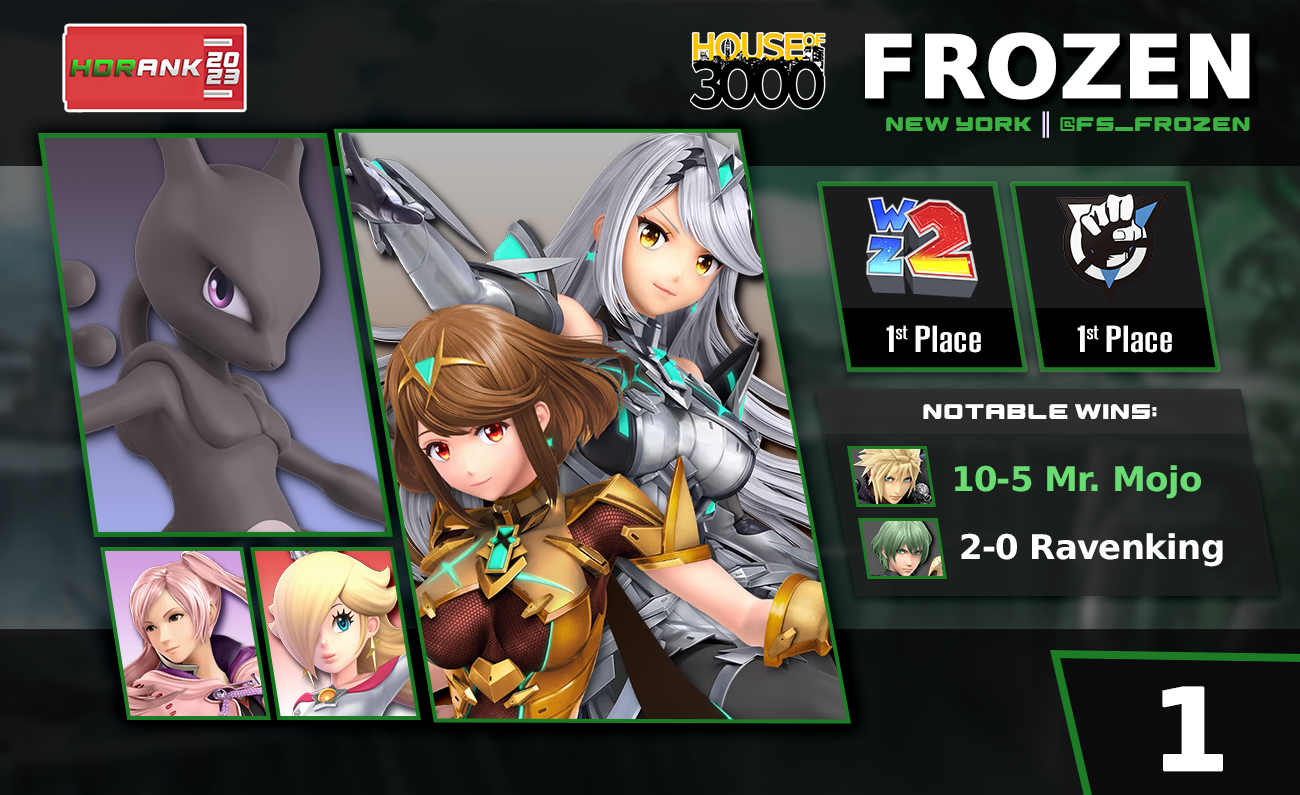 HDRANK 2023
HOUSE OF 3000
FROZEN
NEW YORK || @FS_FROZEN
WZ2
1st Place
1st Place
NOTABLE WINS:
10-5 Mr. Mojo
2-0 Ravenking
1